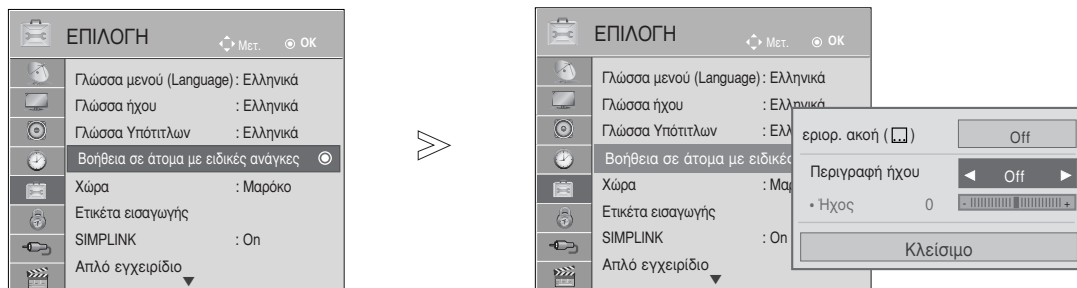 ΕΠΙΛΟΓΗ Μετ. OK
Γλώσσα μενού (Language) : Ελληνικά
Γλώσσα ήχου : Ελληνικά
Γλώσσα Υπότιτλων : Ελληνικά
Βοήθεια σε άτομα με ειδικές ανάγκες
Χώρα : Μαρόκο
Ετικέτα εισαγωγής
SIMPLINK : On
Απλό εγχειρίδιο
ΕΠΙΛΟΓΗ Μετ. OK
Γλώσσα μενού (Language) : Ελληνικά
Γλώσσα ήχου : Ελληνικά
Γλώσσα Υπότιτλων : Ελλ
Βοήθεια σε άτομα με ειδικές
Χώρα : Μαρ
Ετικέτα εισαγωγής
SIMPLINK : On
Απλό εγχειρίδιο
εριορ. ακοή ( ) Off
Περιγραφή ήχου Off
• Ήχος 0 - +
Κλείσιμο